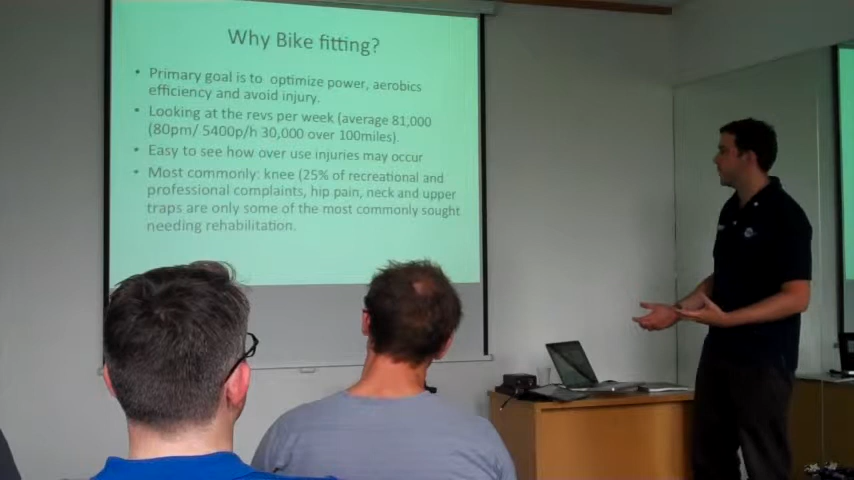 Why Bike fitting?
• Primary goal is to optimize power, aerobics
efficiency and avoid injury.
• Looking at the revs per week (average 81,000
(80pm/ 5400p/h 30,000 over 100miles).
• Easy to see how over use injuries may occur
• Most commonly: knee (25% of recreational and
professional complaints, hip pain, neck and upper
traps are only some of the most commonly sought
needing rehabilitation.